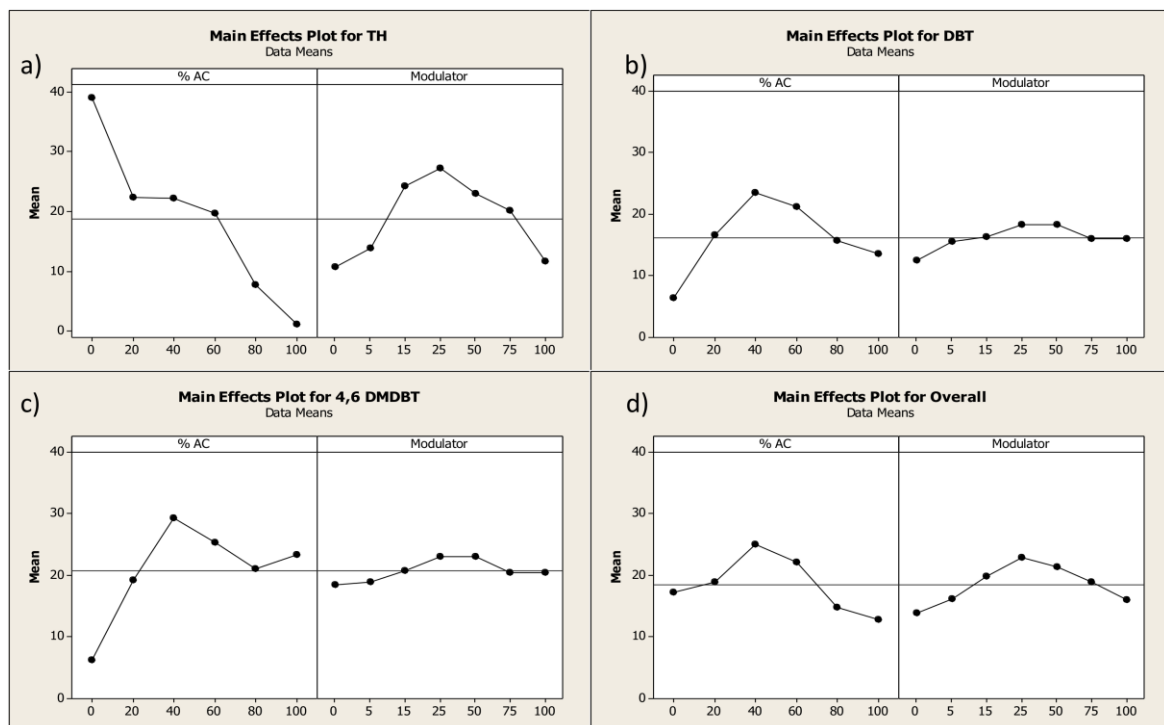 a)
Main Effects Plot for TH
Data Means
% AC Modulator
Mean
40
30
20
10
0
0 20 40 60 80 100 0 5 15 25 50 75 100
b)
Main Effects Plot for DBT
Data Means
% AC Modulator
Mean
40
30
20
10
0
0 20 40 60 80 100 0 5 15 25 50 75 100
c)
Main Effects Plot for 4,6 DMDBT
Data Means
% AC Modulator
Mean
40
30
20
10
0
0 20 40 60 80 100 0 5 15 25 50 75 100
d)
Main Effects Plot for Overall
Data Means
% AC Modulator
Mean
40
30
20
10
0
0 20 40 60 80 100 0 5 15 25 50 75 100